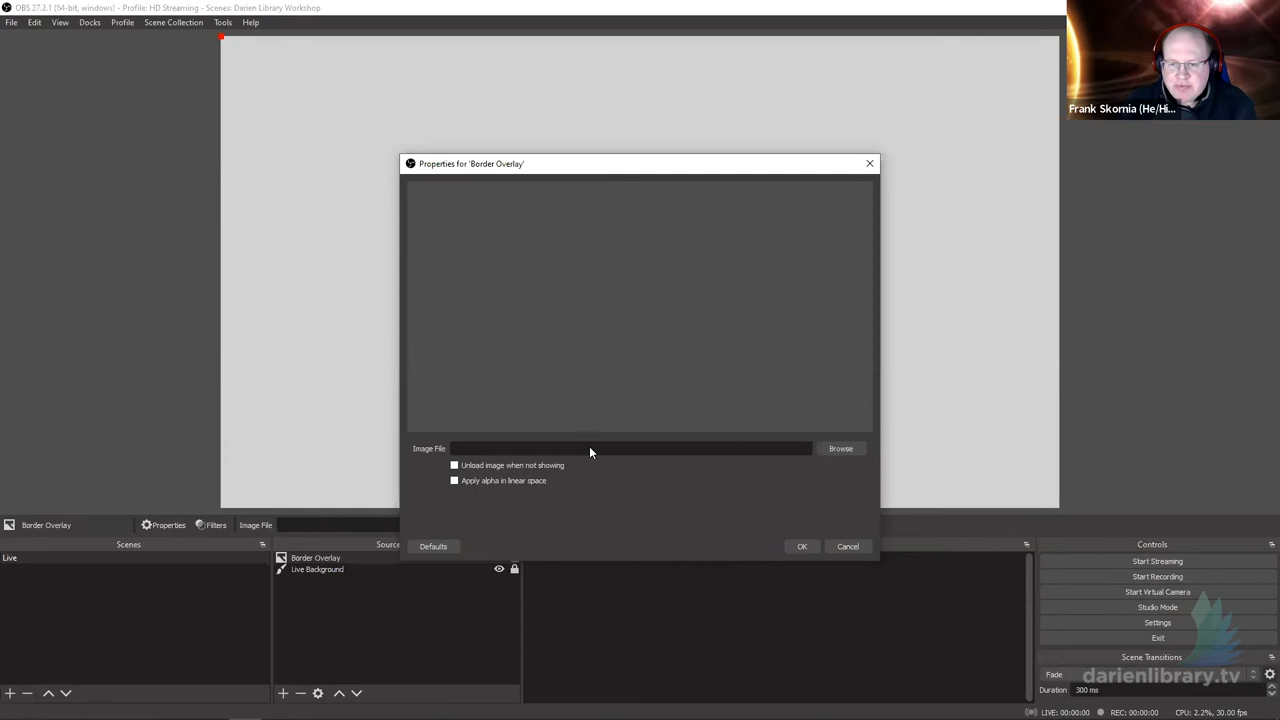 OBS 27.2.1 (64-bit, windows) - Profile: HD Streaming - Scenes: Darien Library Workshop
File Edit View Docks Profile Scene Collection Tools Help
Frank Skornia (He/Hi...
Properties for 'Border Overlay'
Image File
Browse
Unload image when not showing
Apply alpha in linear space
Defaults
OK
Cancel
Border Overlay
Properties
Filters
Image File
Scenes
Live
Sourc
Border Overlay
Live Background
Controls
Start Streaming
Start Recording
Start Virtual Camera
Studio Mode
Settings
Exit
Scene Transitions
Fade
Duration 300 ms
darienlibrary.tv
LIVE: 00:00:00 REC: 00:00:00 CPU: 2.2%, 30.00 fps